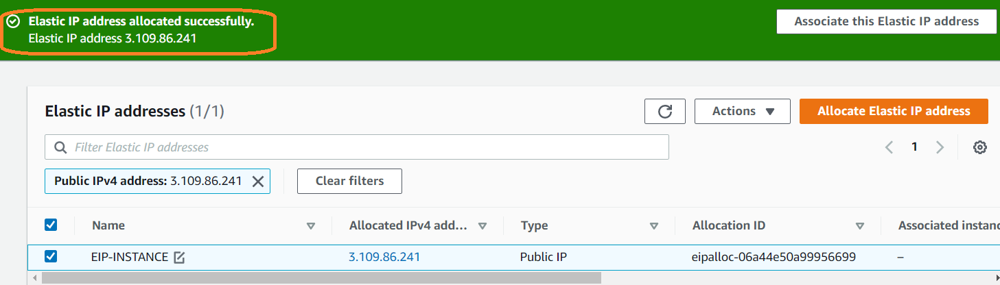 Elastic IP address allocated successfully.
Elastic IP address 3.109.86.241
Associate this Elastic IP address
Elastic IP addresses (1/1)
Actions
Allocate Elastic IP address
Filter Elastic IP addresses
1
Public IPv4 address: 3.109.86.241
Clear filters
Name Allocated IPv4 add... Type Allocation ID Associated instanc
EIP-INSTANCE 3.109.86.241 Public IP eipalloc-06a44e50a99956699 –